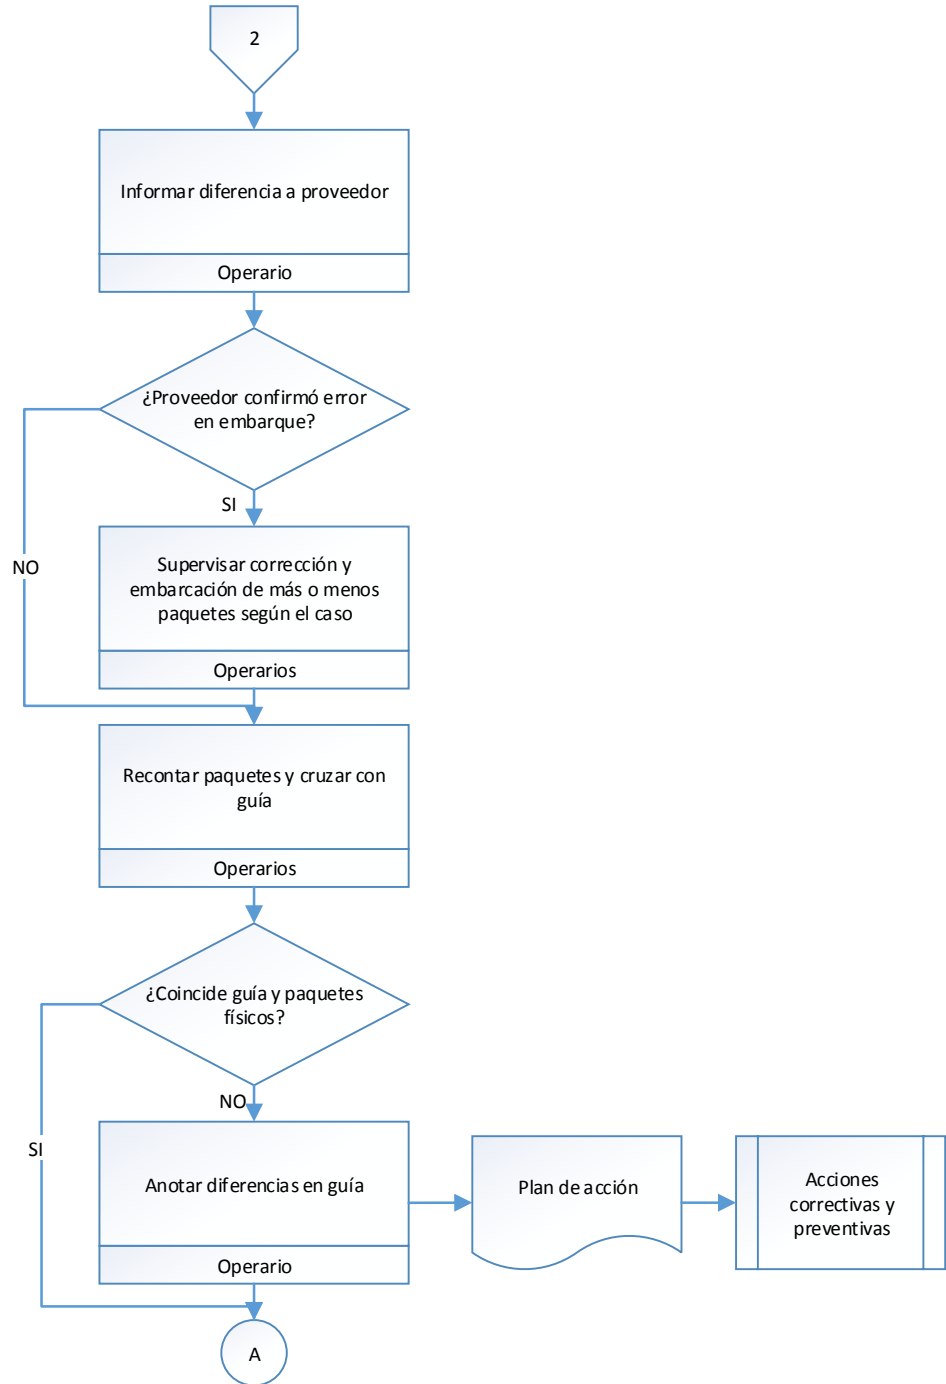 2
Informar diferencia a proveedor
Operario
¿Proveedor confirmó error
en embarque?
SI
NO
Supervisar corrección y
embarcación de más o menos
paquetes según el caso
Operarios
Recontar paquetes y cruzar con
guía
Operarios
¿Coincide guía y paquetes
físicos?
NO
SI
Anotar diferencias en guía
Operario
Plan de acción
Acciones
correctivas y
preventivas
A